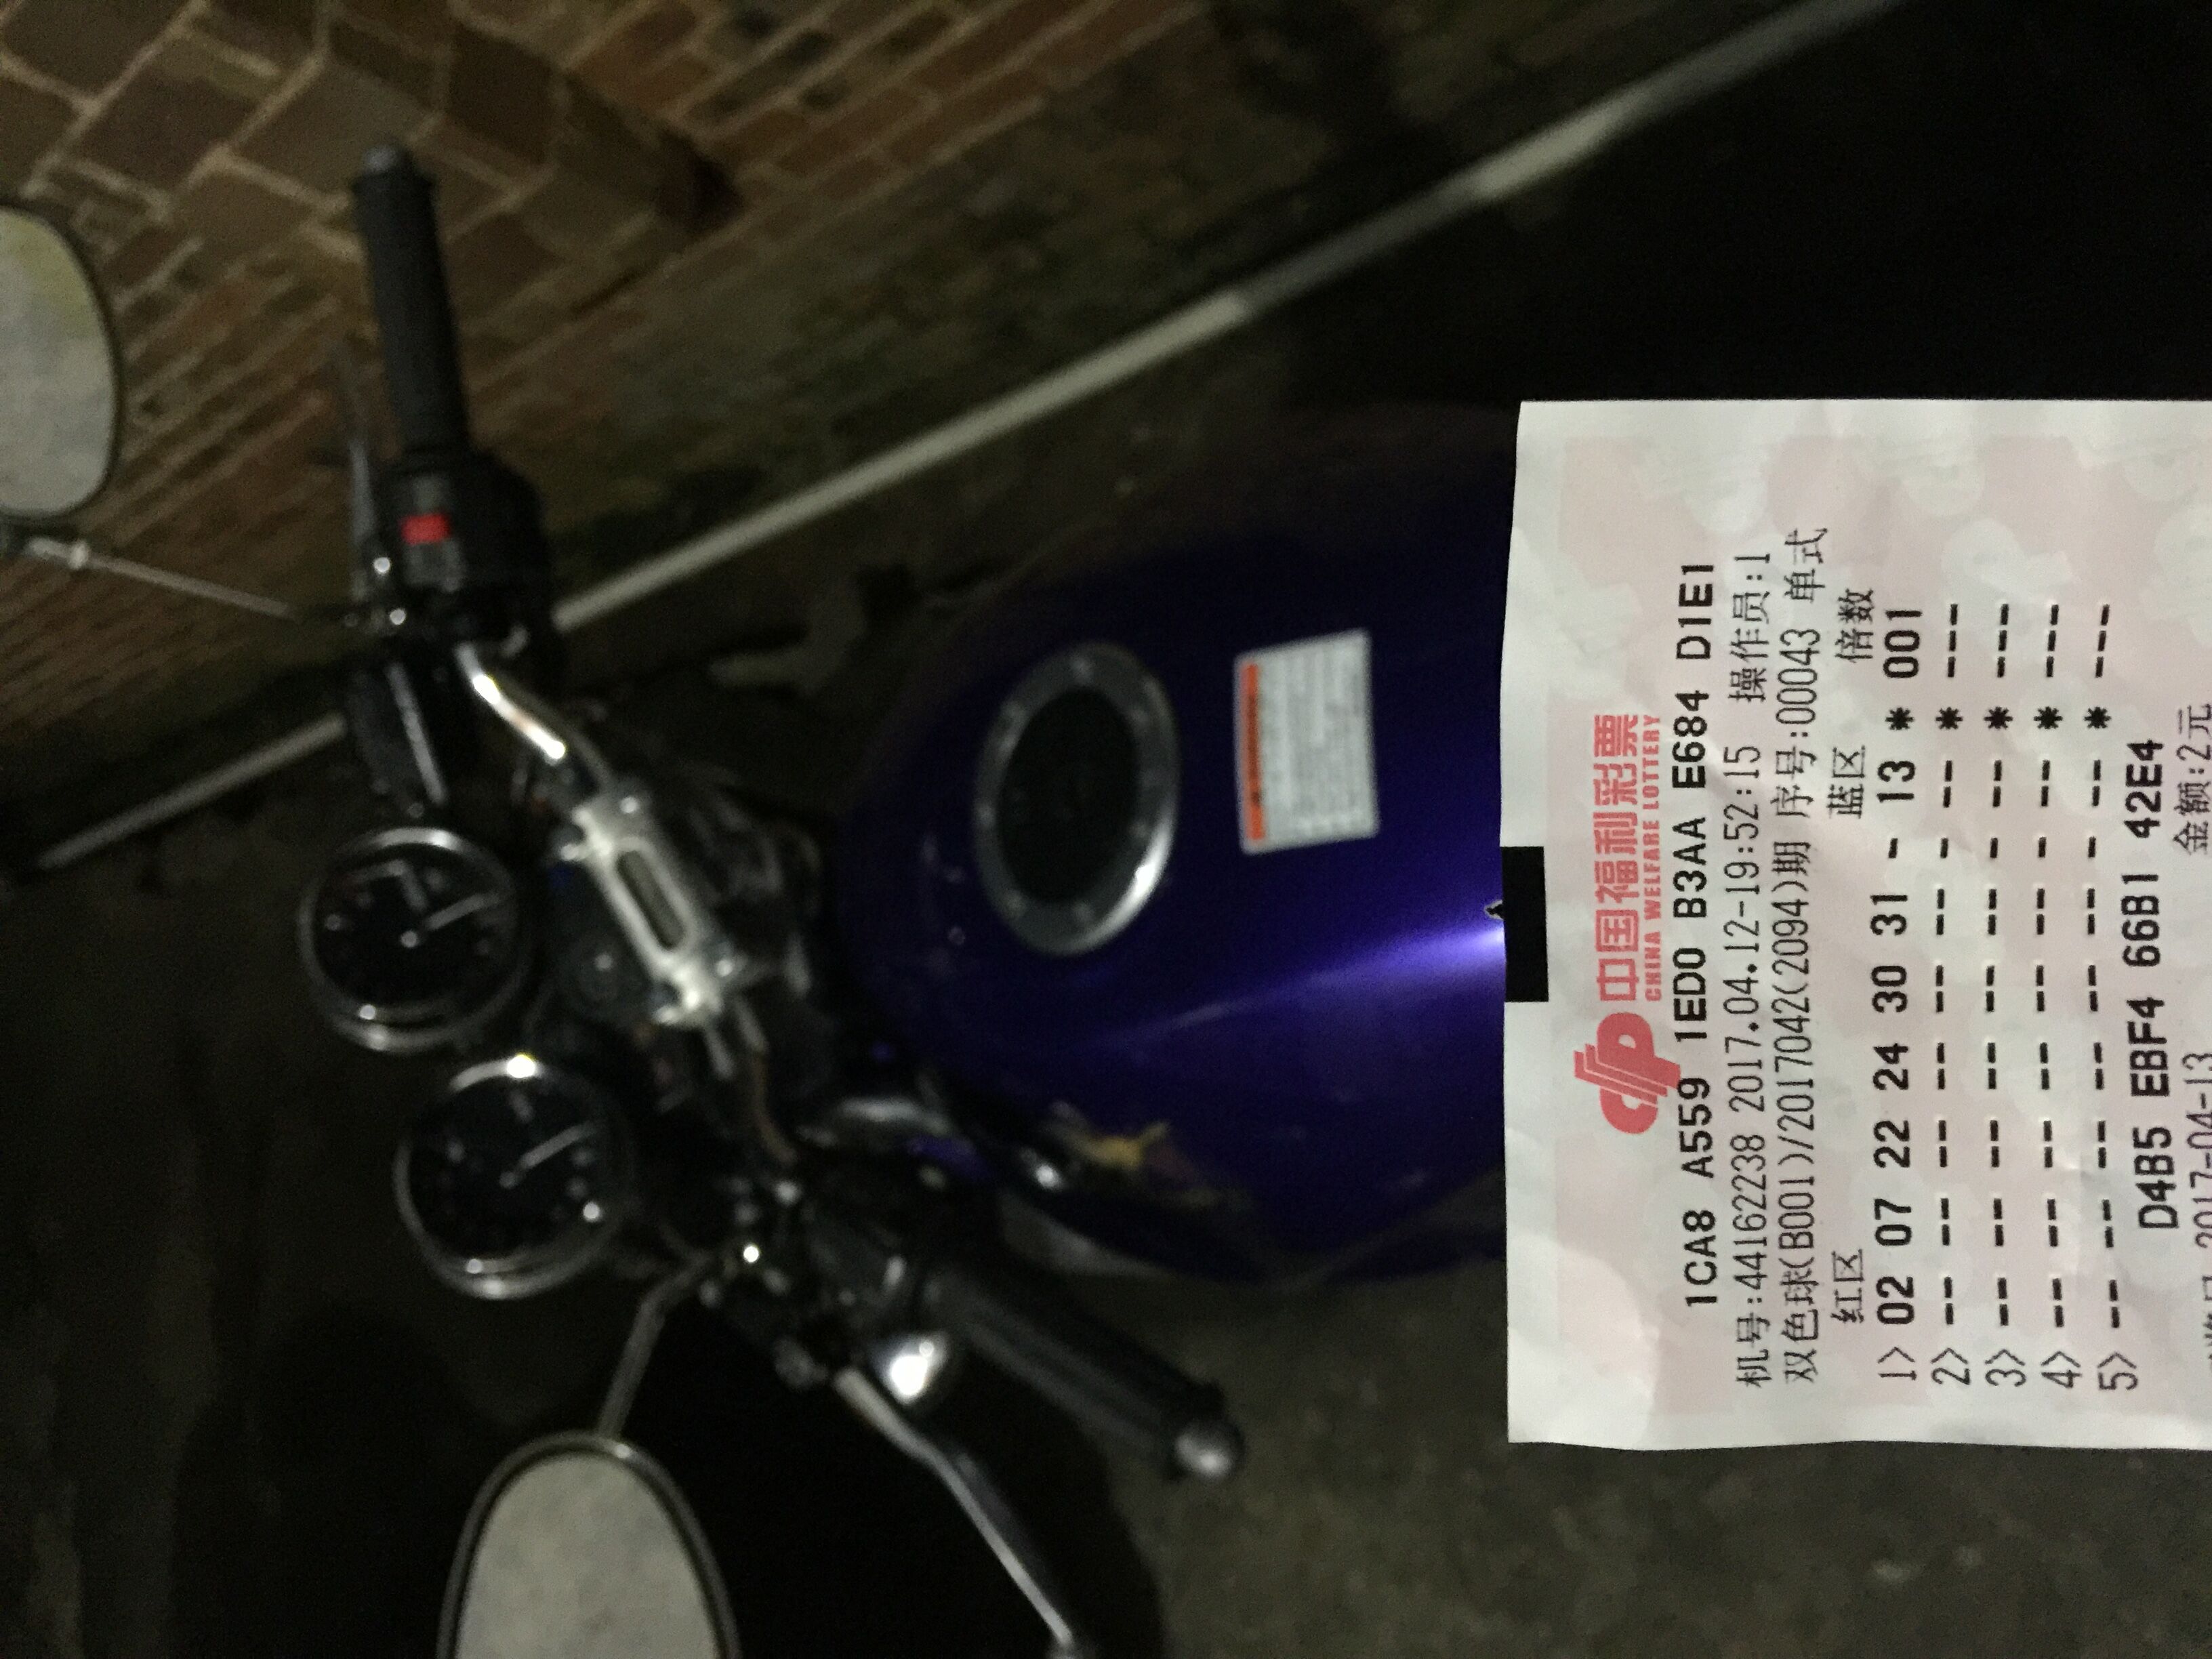 中国福利彩票
CHINA WELFARE LOTTERY
1CA8 A559 1ED0 B3AA E684 D1E1
机号:44162238 2017.04.12-19:52:15 操作员:1
双色球(B001)/2017042(2094)期 序号:00043 单式
红区 蓝区 倍数
1> 02 07 22 24 30 31 - 13 * 001
2> -- -- -- -- -- -- - -- * ---
3> -- -- -- -- -- -- - -- * ---
4> -- -- -- -- -- -- - -- * ---
5> -- -- -- -- -- -- - -- * ---
D4B5 EBF4 66B1 42E4
2017-04-13 金额:2元